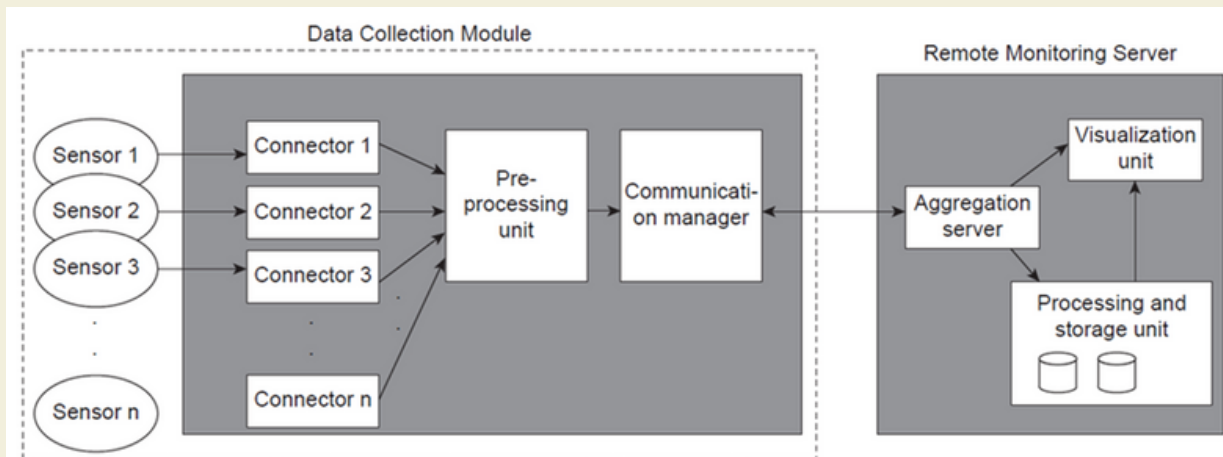 Data Collection Module
Remote Monitoring Server
Sensor 1
Sensor 2
Sensor 3
Sensor n
Connector 1
Connector 2
Connector 3
Connector n
Pre-
processing
unit
Communicati-
on manager
Aggregation
server
Visualization
unit
Processing and
storage unit